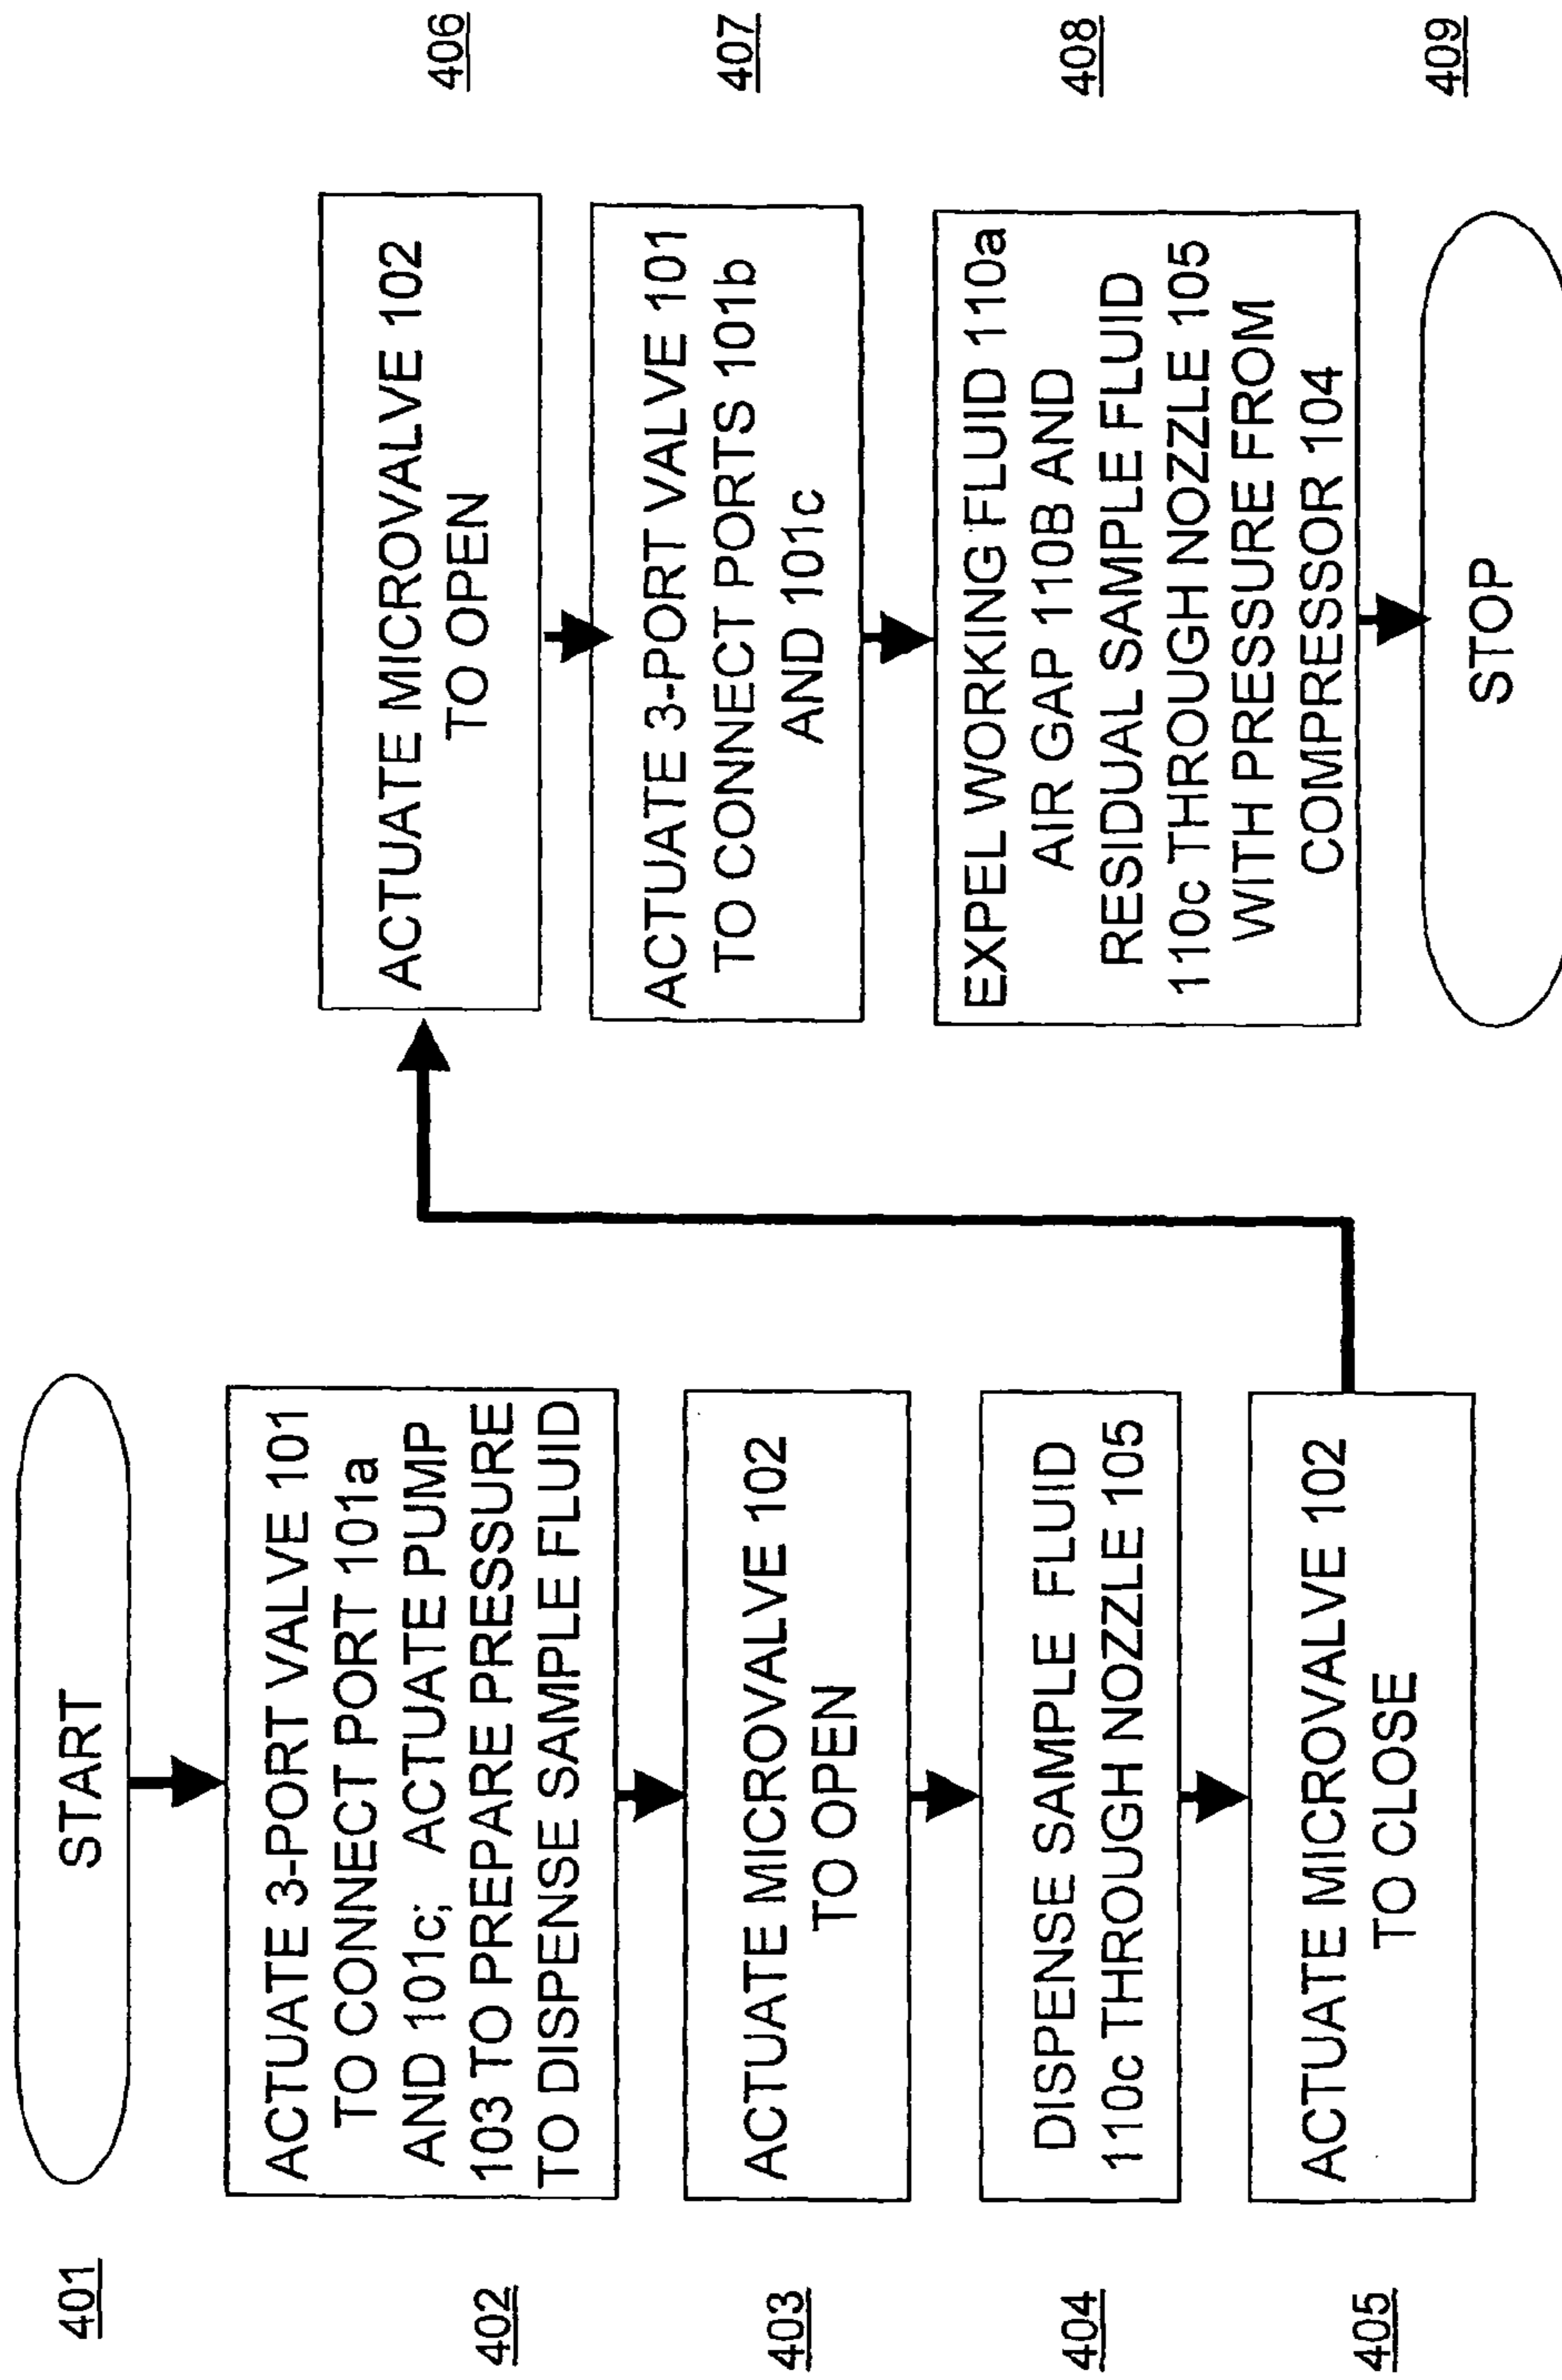 401
START
402
ACTUATE 3-PORT VALVE 101
TO CONNECT PORT 101a
AND 101c; ACTUATE PUMP
103 TO PREPARE PRESSURE
TO DISPENSE SAMPLE FLUID
403
ACTUATE MICROVALVE 102
TO OPEN
404
DISPENSE SAMPLE FLUID
110c THROUGH NOZZLE 105
405
ACTUATE MICROVALVE 102
TO CLOSE
ACTUATE MICROVALVE 102
TO OPEN
406
ACTUATE 3-PORT VALVE 101
TO CONNECT PORTS 101b
AND 101c
407
EXPEL WORKING FLUID 110a
AIR GAP 110B AND
RESIDUAL SAMPLE FLUID
110c THROUGH NOZZLE 105
WITH PRESSURE FROM
COMPRESSOR 104
408
STOP
409